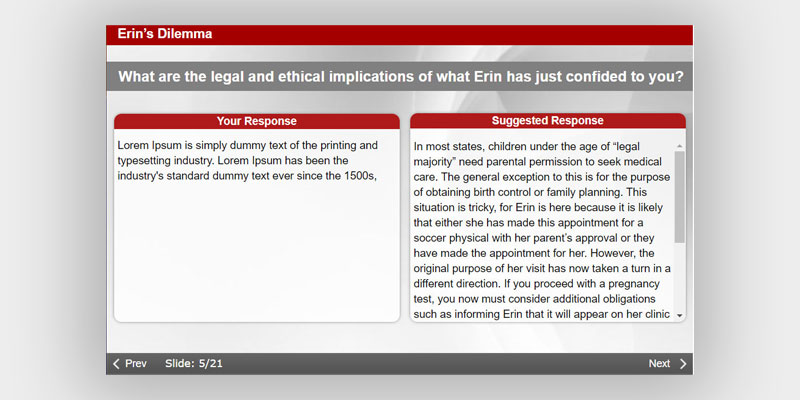 Erin’s Dilemma
What are the legal and ethical implications of what Erin has just confided to you?
Your Response
Lorem Ipsum is simply dummy text of the printing and
typesetting industry. Lorem Ipsum has been the
industry's standard dummy text ever since the 1500s,
Suggested Response
In most states, children under the age of “legal
majority” need parental permission to seek medical
care. The general exception to this is for the purpose
of obtaining birth control or family planning. This
situation is tricky, for Erin is here because it is likely
that either she has made this appointment for a
soccer physical with her parent’s approval or they
have made the appointment for her. However, the
original purpose of her visit has now taken a turn in a
different direction. If you proceed with a pregnancy
test, you now must consider additional obligations
such as informing Erin that it will appear on her clinic
Prev
Slide: 5/21
Next